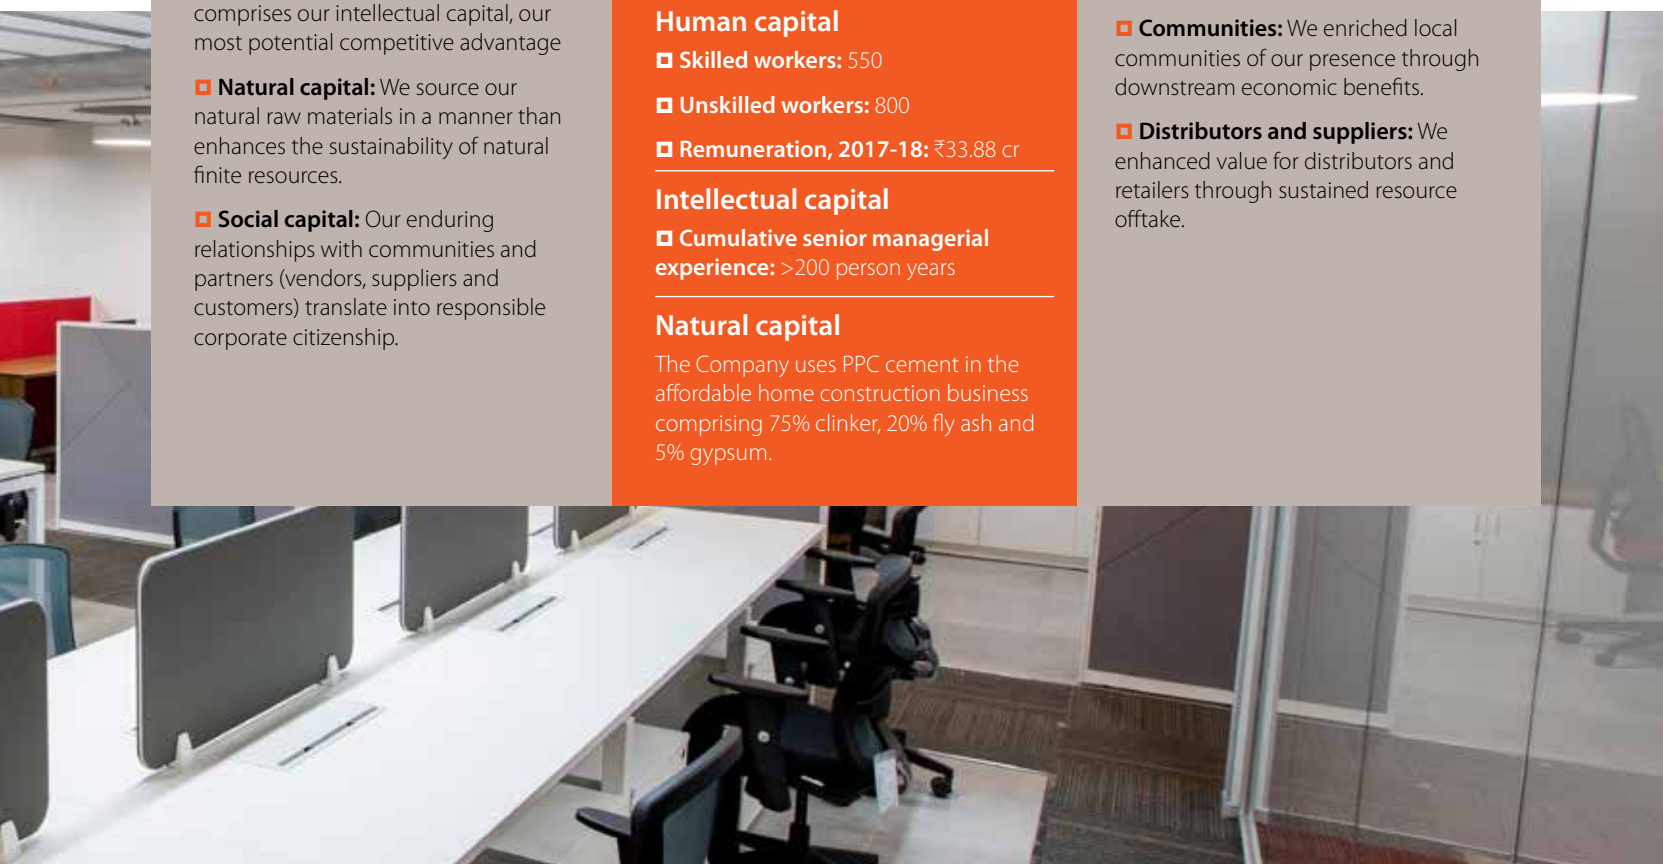 comprises our intellectual capital, our
most potential competitive advantage
Natural capital: We source our
natural raw materials in a manner than
enhances the sustainability of natural
finite resources.
Social capital: Our enduring
relationships with communities and
partners (vendors, suppliers and
customers) translate into responsible
corporate citizenship.
Human capital
Skilled workers: 550
Unskilled workers: 800
Remuneration, 2017-18: ₹33.88 cr
Intellectual capital
Cumulative senior managerial
experience: >200 person years
Natural capital
The Company uses PPC cement in the
affordable home construction business
comprising 75% clinker, 20% fly ash and
5% gypsum.
Communities: We enriched local
communities of our presence through
downstream economic benefits.
Distributors and suppliers: We
enhanced value for distributors and
retailers through sustained resource
offtake.